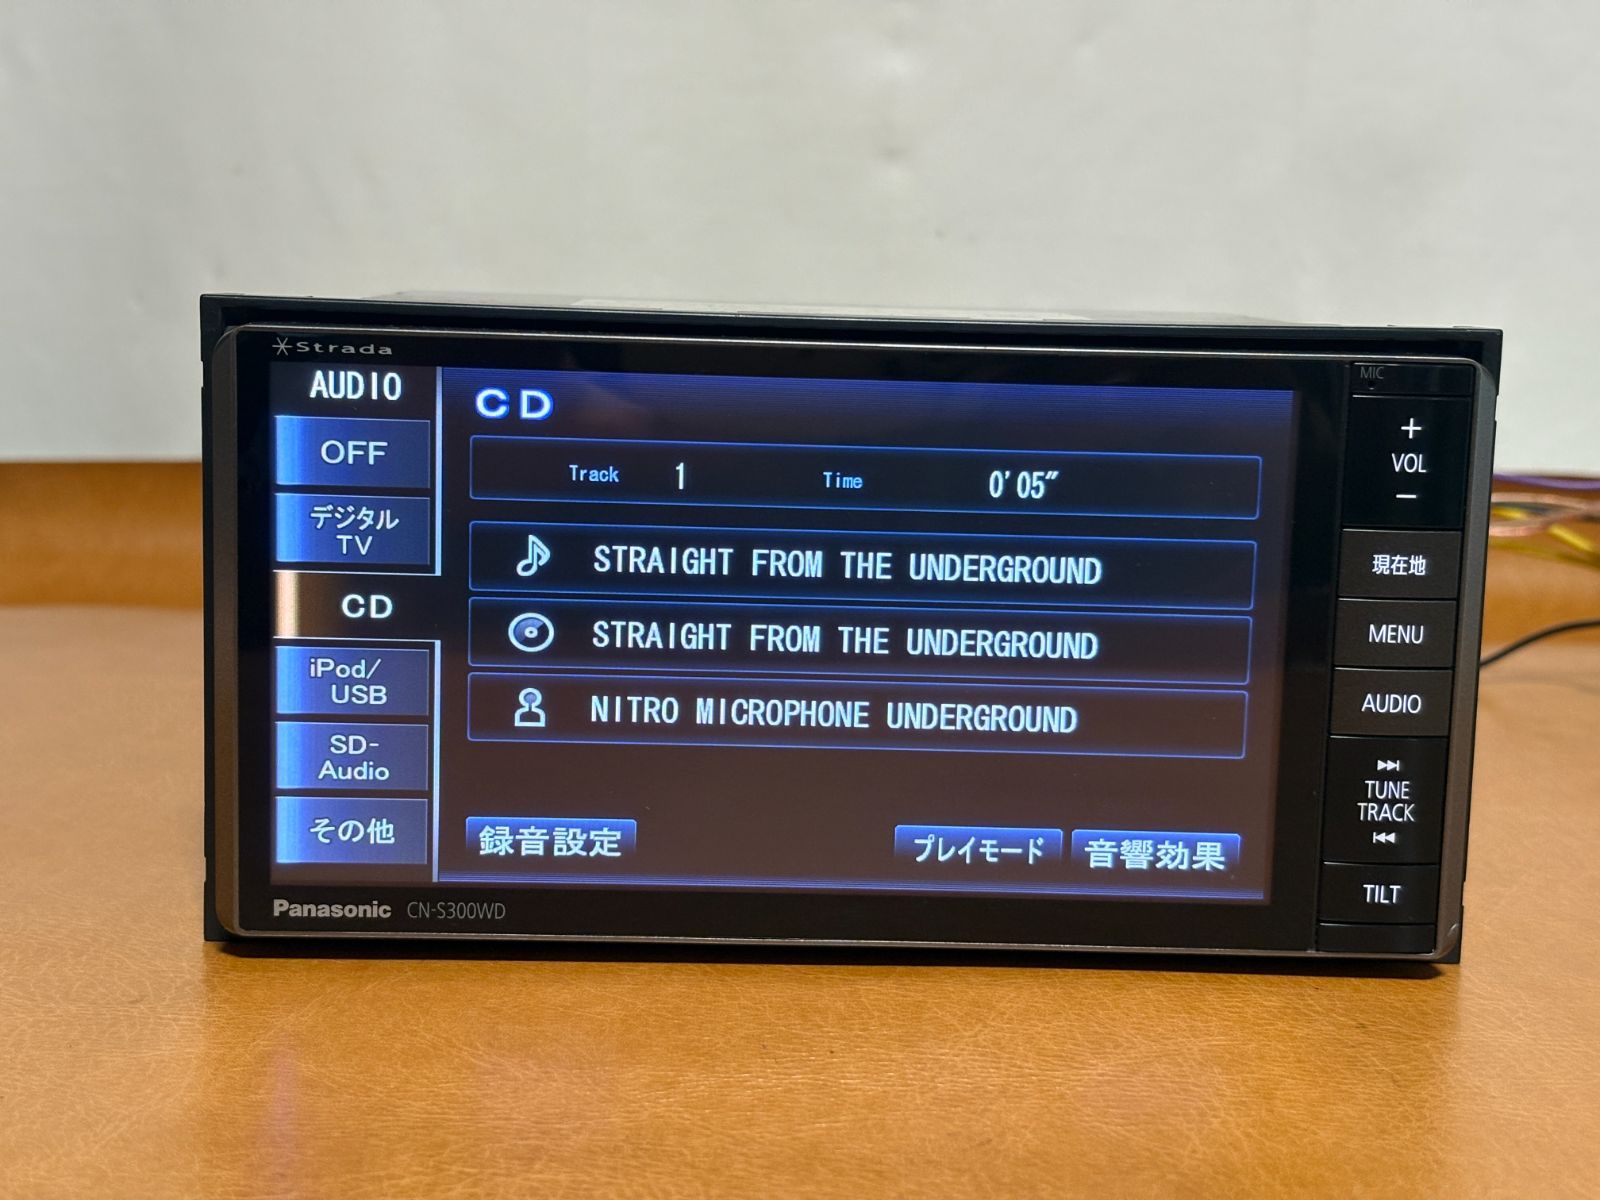 Strada
AUDIO
OFF
デジタル
TV
CD
iPod/
USB
SD-
Audio
その他
CD
Track 1 Time 0'05"
STRAIGHT FROM THE UNDERGROUND
STRAIGHT FROM THE UNDERGROUND
NITRO MICROPHONE UNDERGROUND
録音設定 プレイモード 音響効果
Panasonic CN-S300WD
MIC
+
VOL
−
現在地
MENU
AUDIO
TUNE
TRACK
TILT